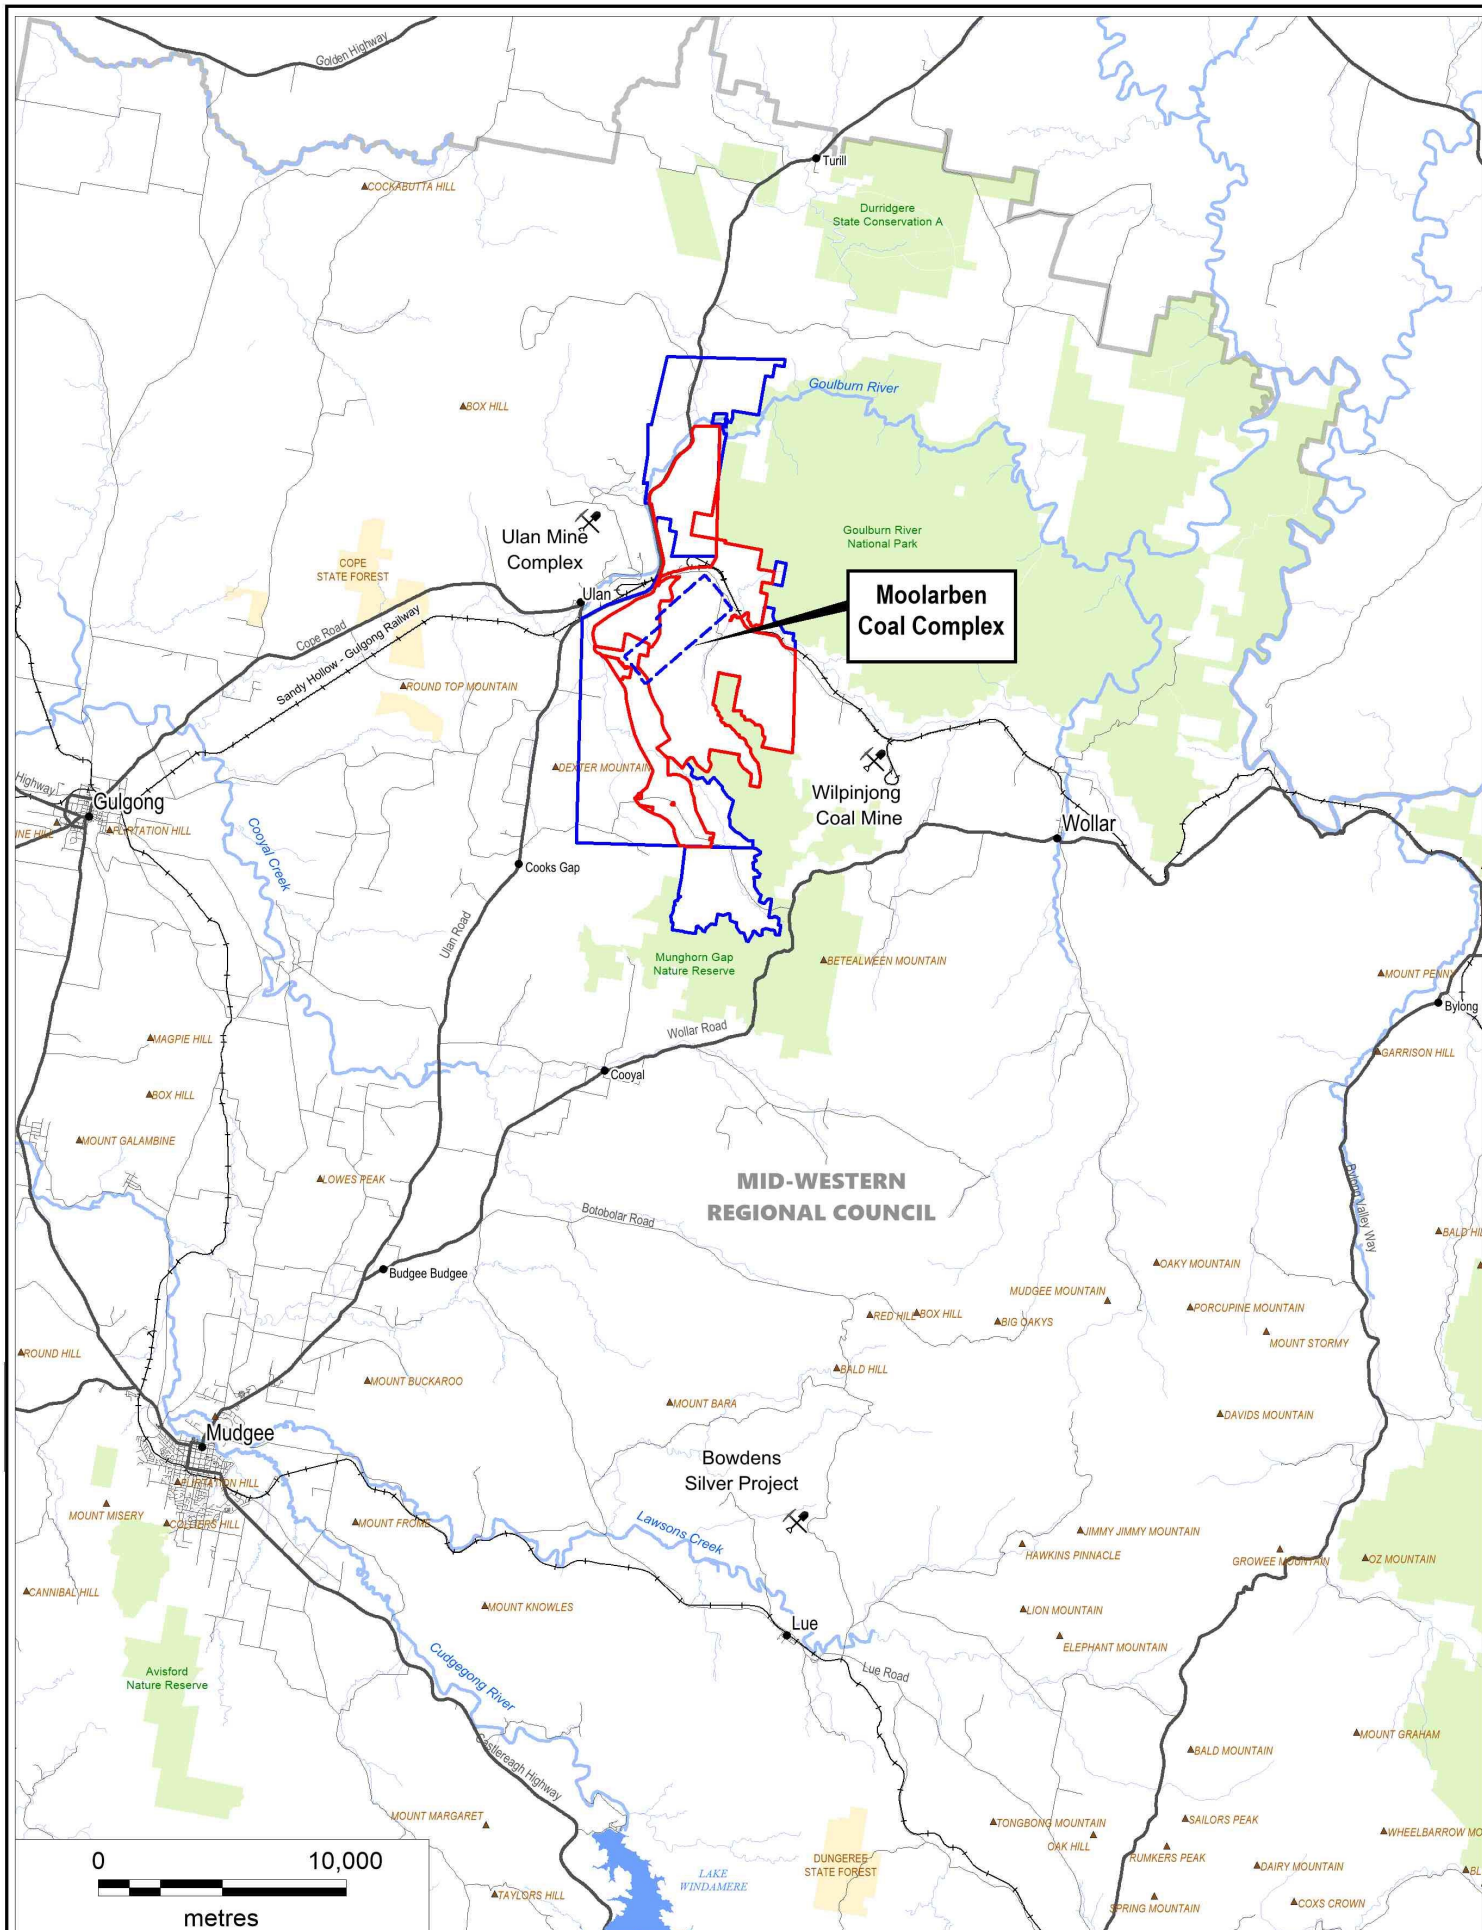 Golden Highway
Turill
COCKABUTTA HILL
Durridgere
State Conservation A
Goulburn River
BOX HILL
Ulan Mine
Complex
Goulburn River
National Park
COPE
STATE FOREST
Moolarben
Coal Complex
Ulan
Cope Road
Sandy Hollow - Gulgong Railway
ROUND TOP MOUNTAIN
DEXTER MOUNTAIN
Highway
Gulgong
Wilpinjong
Coal Mine
Wollar
INE HILL
FLIRTATION HILL
Cooyal Creek
Cooks Gap
Ulan Road
Munghorn Gap
Nature Reserve
BETEALWEEN MOUNTAIN
MOUNT PENNY
Bylong
Wollar Road
MAGPIE HILL
GARRISON HILL
Cooyal
BOX HILL
MOUNT GALAMBINE
LOWES PEAK
MID-WESTERN
REGIONAL COUNCIL
Botobolar Road
Bylong Valley Way
BALD HIL
Budgee Budgee
OAKY MOUNTAIN
MUDGEE MOUNTAIN
RED HILL
BOX HILL
BIG OAKYS
PORCUPINE MOUNTAIN
MOUNT STORMY
ROUND HILL
MOUNT BUCKAROO
BALD HILL
MOUNT BARA
DAVIDS MOUNTAIN
Mudgee
Bowdens
Silver Project
FLIRTATION HILL
MOUNT MISERY
COLLIERS HILL
MOUNT FROME
Lawsons Creek
JIMMY JIMMY MOUNTAIN
HAWKINS PINNACLE
GROWEE MOUNTAIN
OZ MOUNTAIN
CANNIBAL HILL
MOUNT KNOWLES
LION MOUNTAIN
Lue
ELEPHANT MOUNTAIN
Avisford
Nature Reserve
Cudgegong River
Lue Road
MOUNT GRAHAM
Castlereagh Highway
BALD MOUNTAIN
MOUNT MARGARET
TONGBONG MOUNTAIN
SAILORS PEAK
OAK HILL
WHEELBARROW MO
RUMKERS PEAK
DUNGEREE
STATE FOREST
DAIRY MOUNTAIN
BL
LAKE
WINDAMERE
TAYLORS HILL
SPRING MOUNTAIN
COXS CROWN
0 10,000
metres